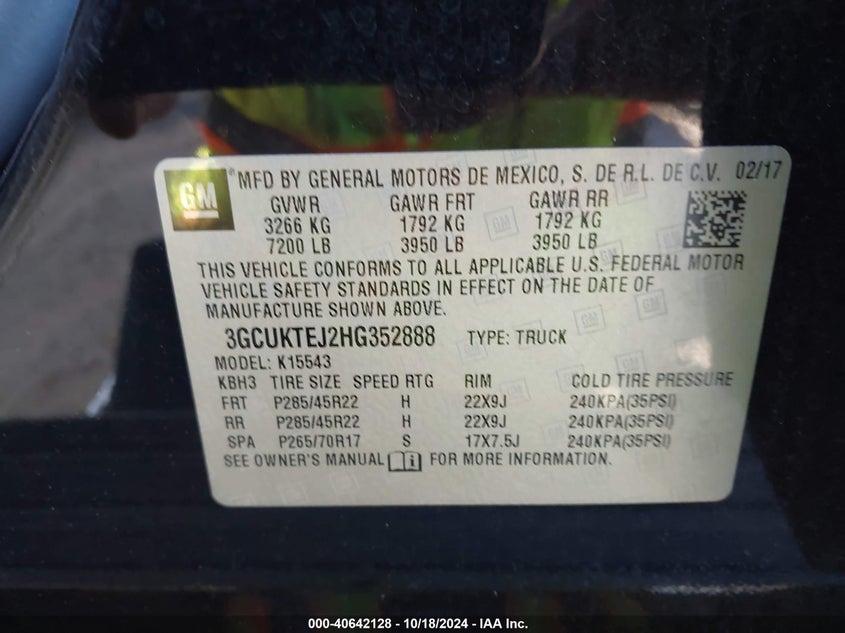 GM ® MFD BY GENERAL MOTORS DE MEXICO, S. DE R.L. DE C.V. 02/17
GVWR GAWR FRT GAWR RR
3266 KG 1792 KG 1792 KG
7200 LB 3950 LB 3950 LB
THIS VEHICLE CONFORMS TO ALL APPLICABLE U.S. FEDERAL MOTOR
VEHICLE SAFETY STANDARDS IN EFFECT ON THE DATE OF
MANUFACTURE SHOWN ABOVE.
3GCUKTEJ2HG352888 TYPE: TRUCK
MODEL: K15543
KBH3 TIRE SIZE SPEED RTG RIM COLD TIRE PRESSURE
FRT P285/45R22 H 22X9J 240KPA(35PSI)
RR P285/45R22 H 22X9J 240KPA(35PSI)
SPA P265/70R17 S 17X7.5J 240KPA(35PSI)
SEE OWNER'S MANUAL FOR MORE INFORMATION.
000-40642128 - 10/18/2024 - IAA Inc.